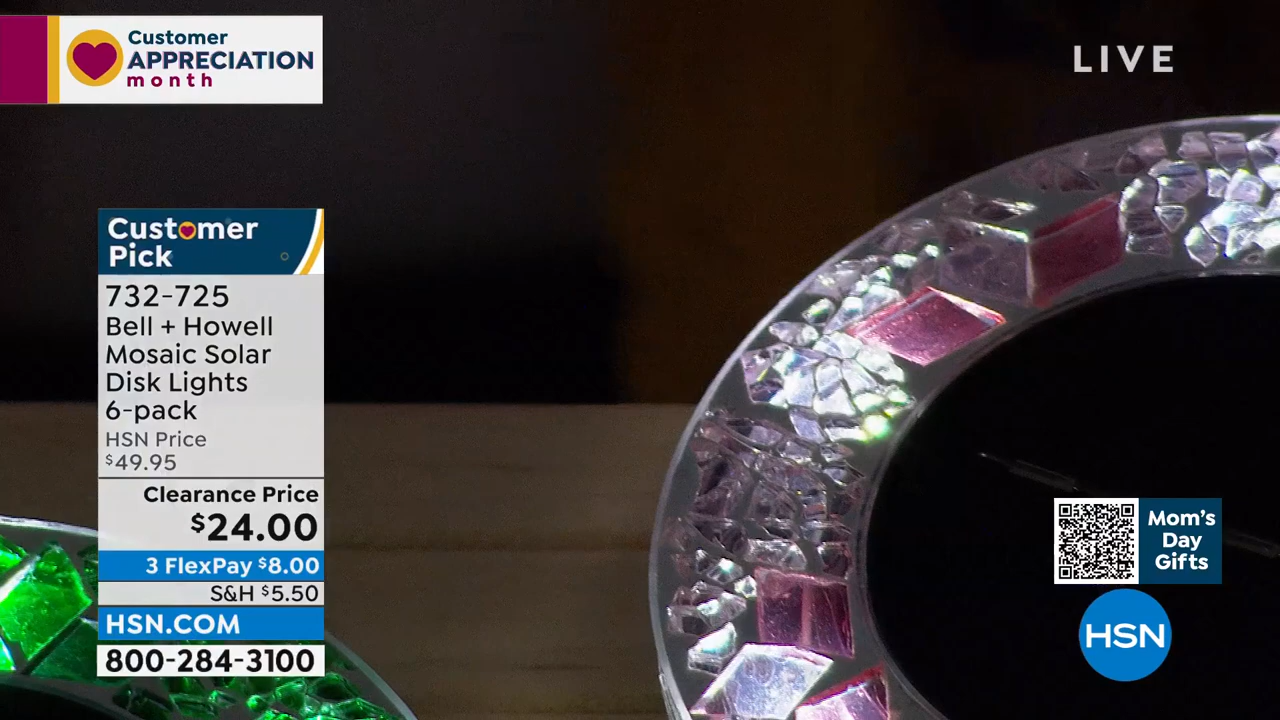 Customer
APPRECIATION
month
LIVE
Customer
Pick
732-725
Bell + Howell
Mosaic Solar
Disk Lights
6-pack
HSN Price
$49.95
Clearance Price
$24.00
3 FlexPay $8.00
S&H $5.50
HSN.COM
800-284-3100
Mom's
Day
Gifts
HSN